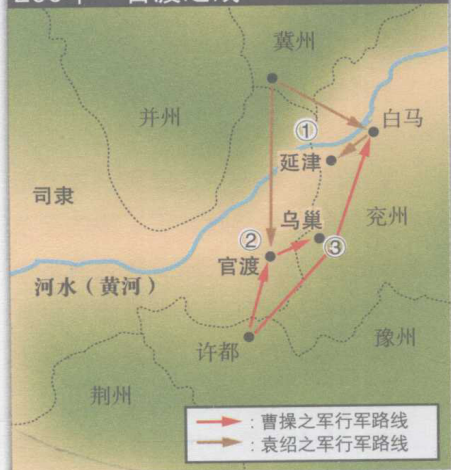 冀州
并州
①
白马
延津
司隶
乌巢
兖州
②
③
官渡
河水（黄河）
许都
豫州
荆州
：曹操之军行军路线
：袁绍之军行军路线